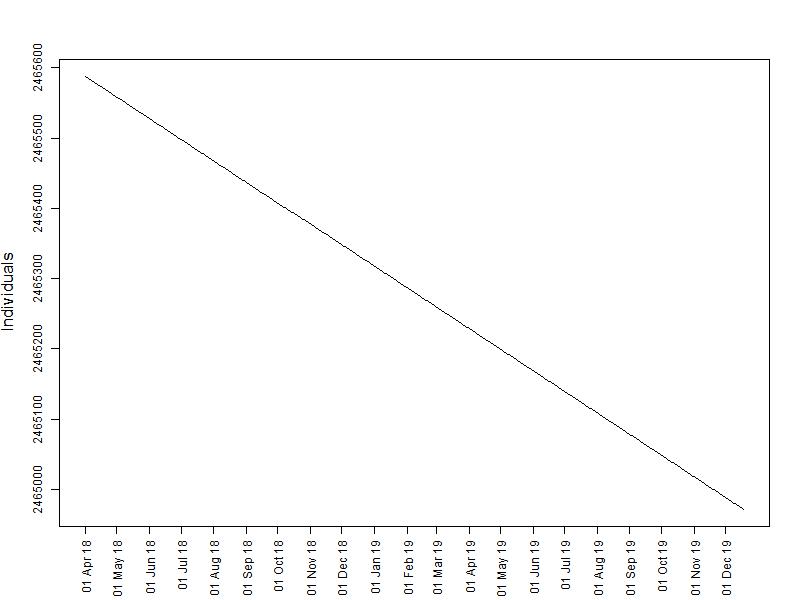 Individuals
2465600
2465500
2465400
2465300
2465200
2465100
2465000
01 Apr 18
01 May 18
01 Jun 18
01 Jul 18
01 Aug 18
01 Sep 18
01 Oct 18
01 Nov 18
01 Dec 18
01 Jan 19
01 Feb 19
01 Mar 19
01 Apr 19
01 May 19
01 Jun 19
01 Jul 19
01 Aug 19
01 Sep 19
01 Oct 19
01 Nov 19
01 Dec 19